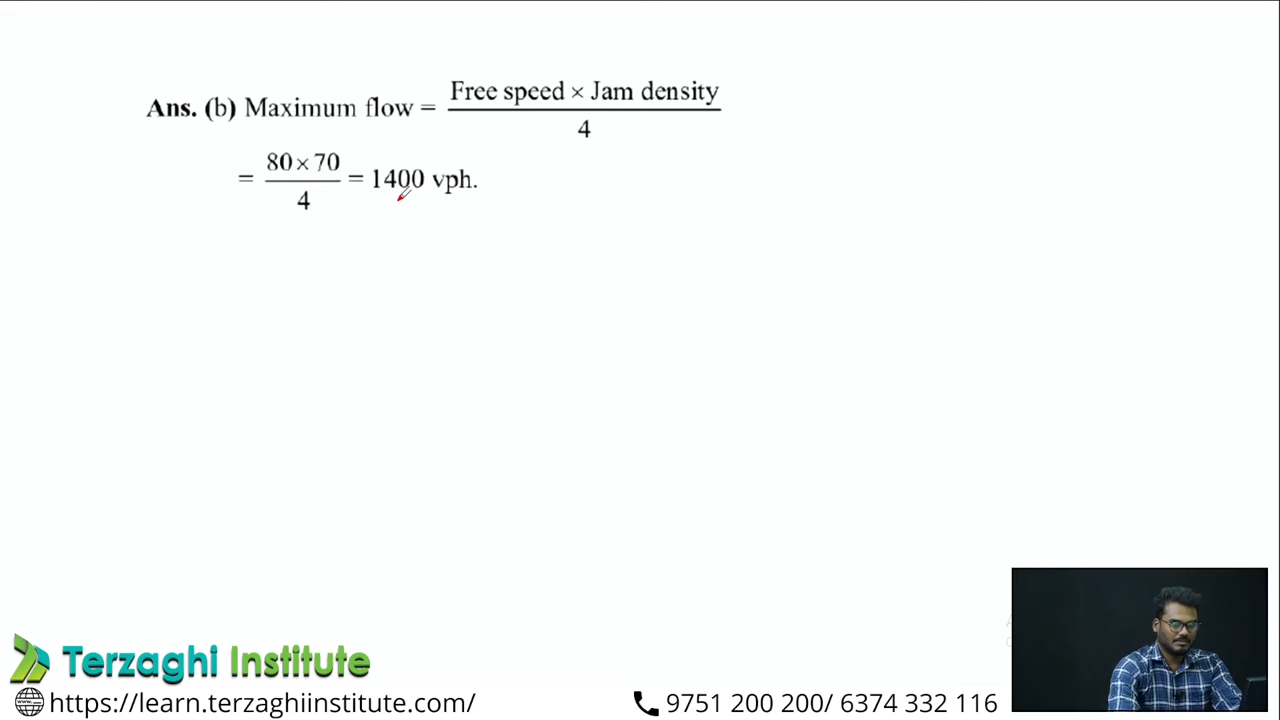 Ans. (b) Maximum flow = Free speed × Jam density / 4
= 80 × 70 / 4 = 1400 vph.
Terzaghi Institute
https://learn.terzaghiinstitute.com/
9751 200 200/ 6374 332 116